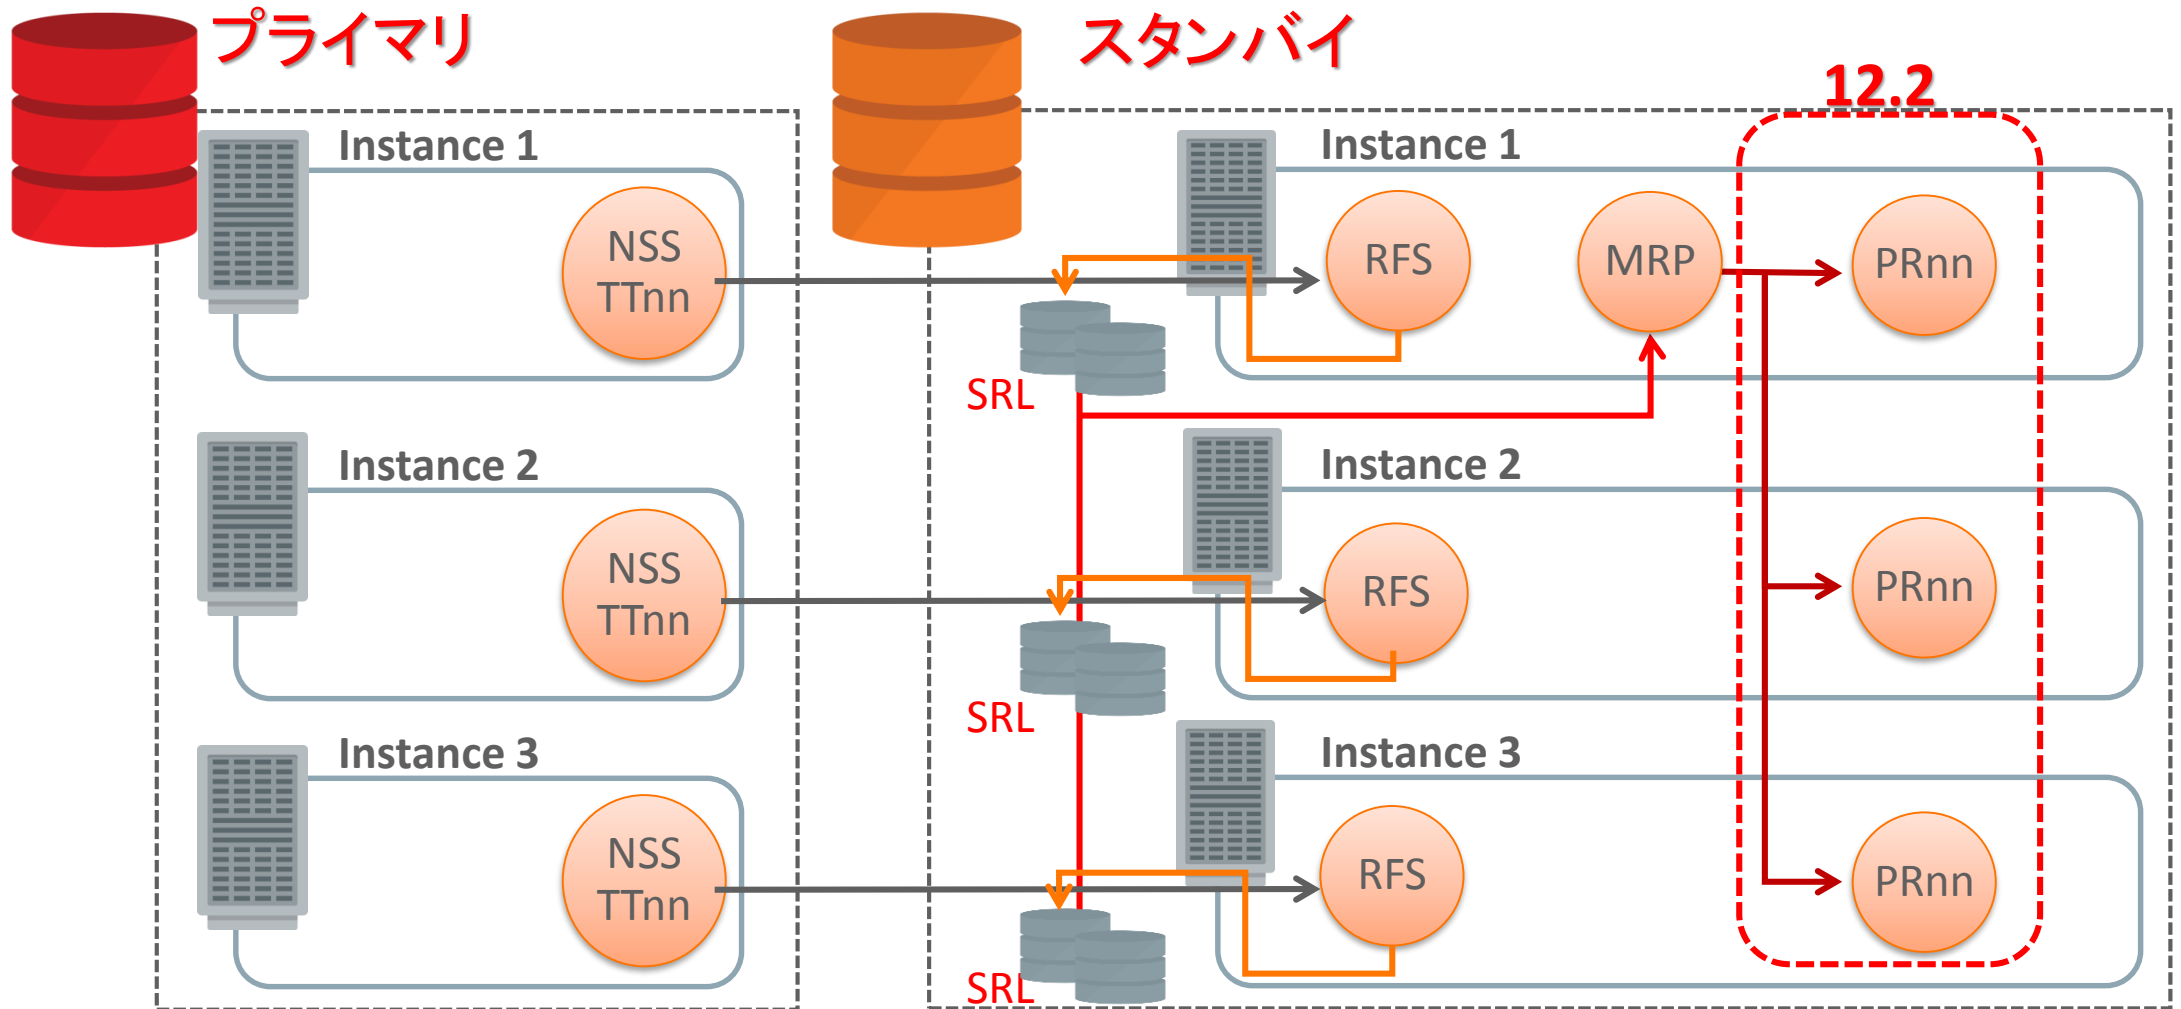 プライマリ
スタンバイ
12.2
Instance 1
NSS
TTnn
Instance 1
RFS
MRP
PRnn
SRL
Instance 2
NSS
TTnn
Instance 2
RFS
PRnn
SRL
Instance 3
NSS
TTnn
Instance 3
RFS
PRnn
SRL